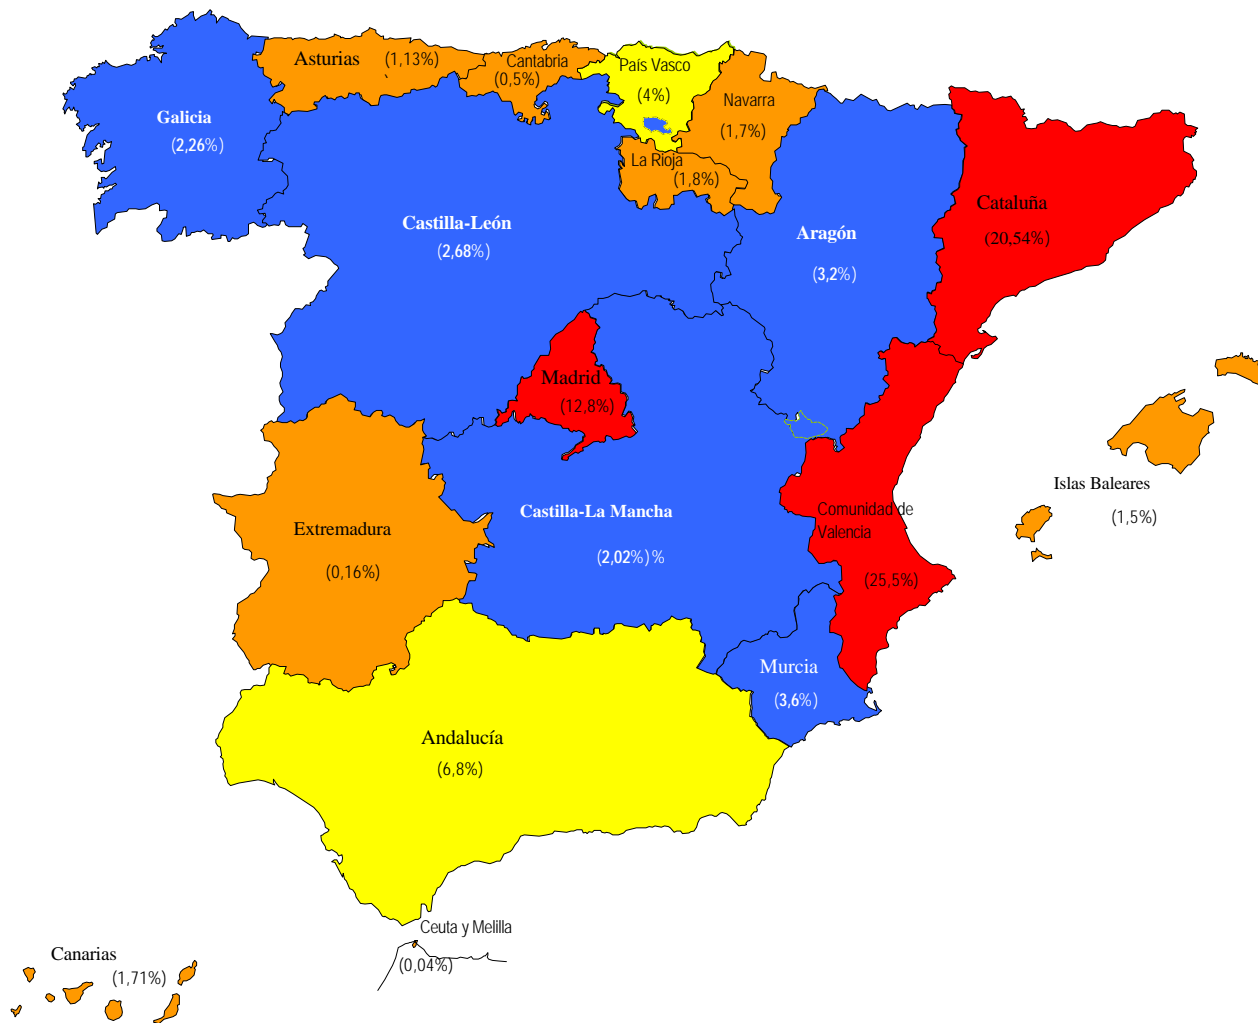 Asturias (1,13%)
Cantabria
(0,5%)
País Vasco
(4%)
Navarra
(1,7%)
Galicia
(2,26%)
La Rioja
(1,8%)
Castilla-León
(2,68%)
Aragón
(3,2%)
Cataluña
(20,54%)
Madrid
(12,8%)
Islas Baleares
(1,5%)
Extremadura
(0,16%)
Castilla-La Mancha
(2,02%) %
Comunidad de
Valencia
(25,5%)
Murcia
(3,6%)
Andalucía
(6,8%)
Ceuta y Melilla
(0,04%)
Canarias
(1,71%)